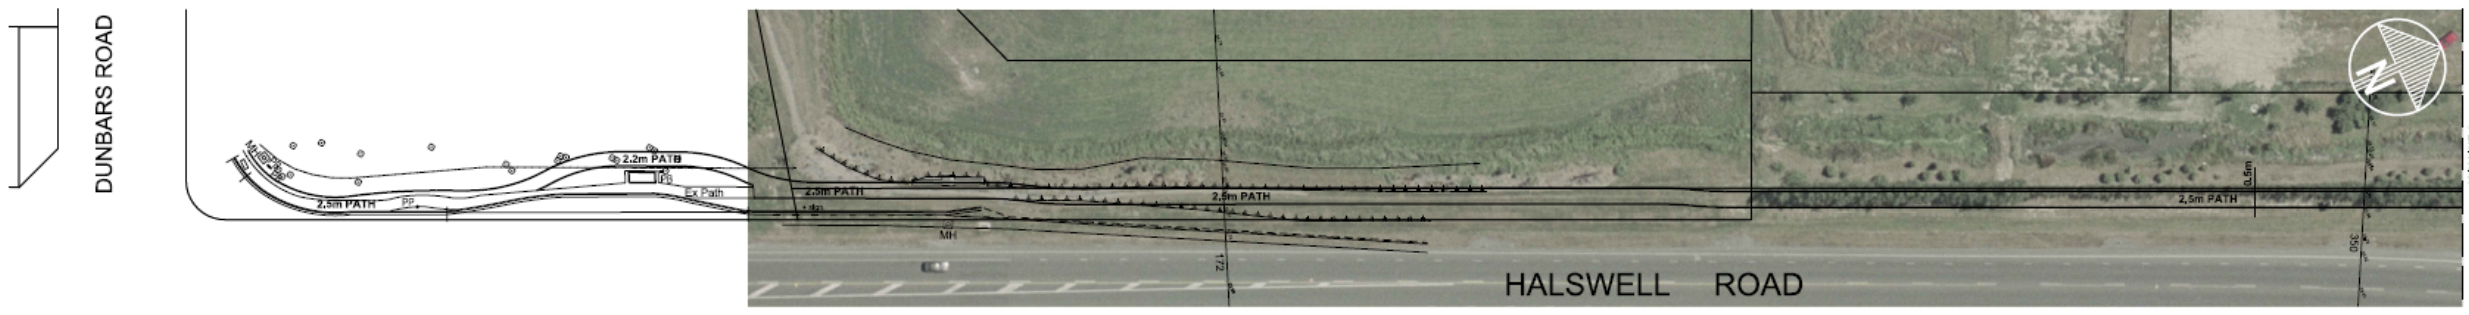 DUNBARS ROAD
MH
2.2m PATH
PB
Ex Path
2.5m PATH
PP
2.5m PATH
2.5m PATH
MH
172
HALSWELL ROAD
0.5m
2.5m PATH
350
N